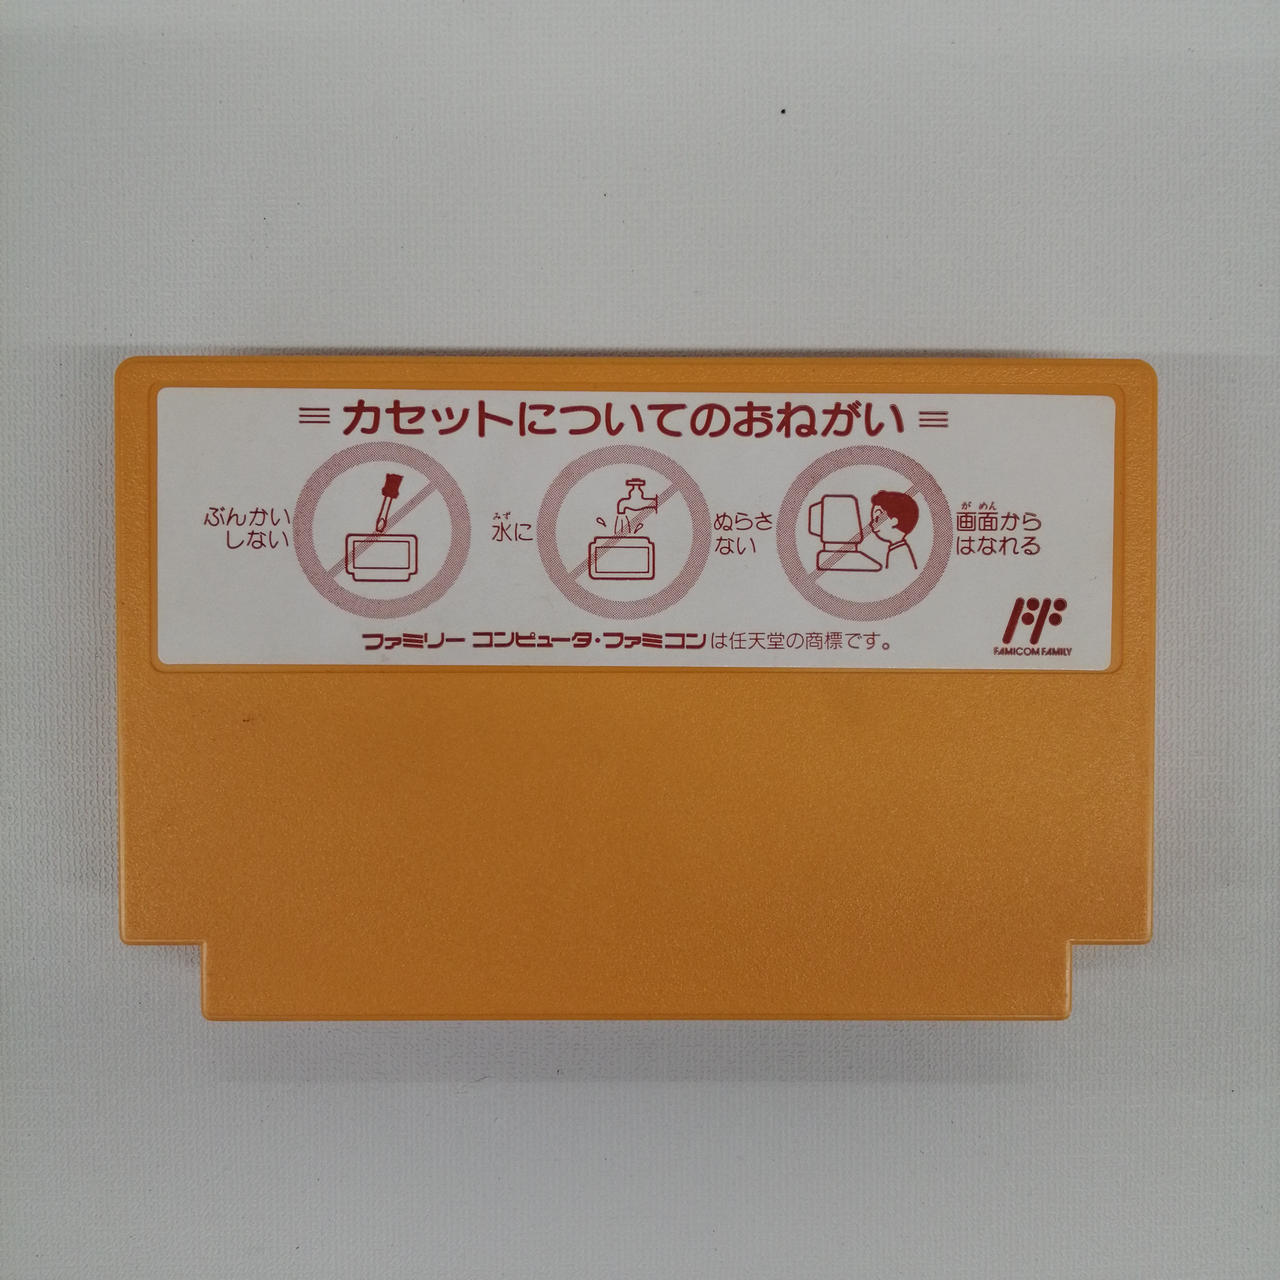 カセットについてのおねがい
ぶんかい
しない
みず
水に
ぬらさ
ない
がめん
画面から
はなれる
ファミリー コンピュータ・ファミコンは任天堂の商標です。
FF
FAMICOM FAMILY